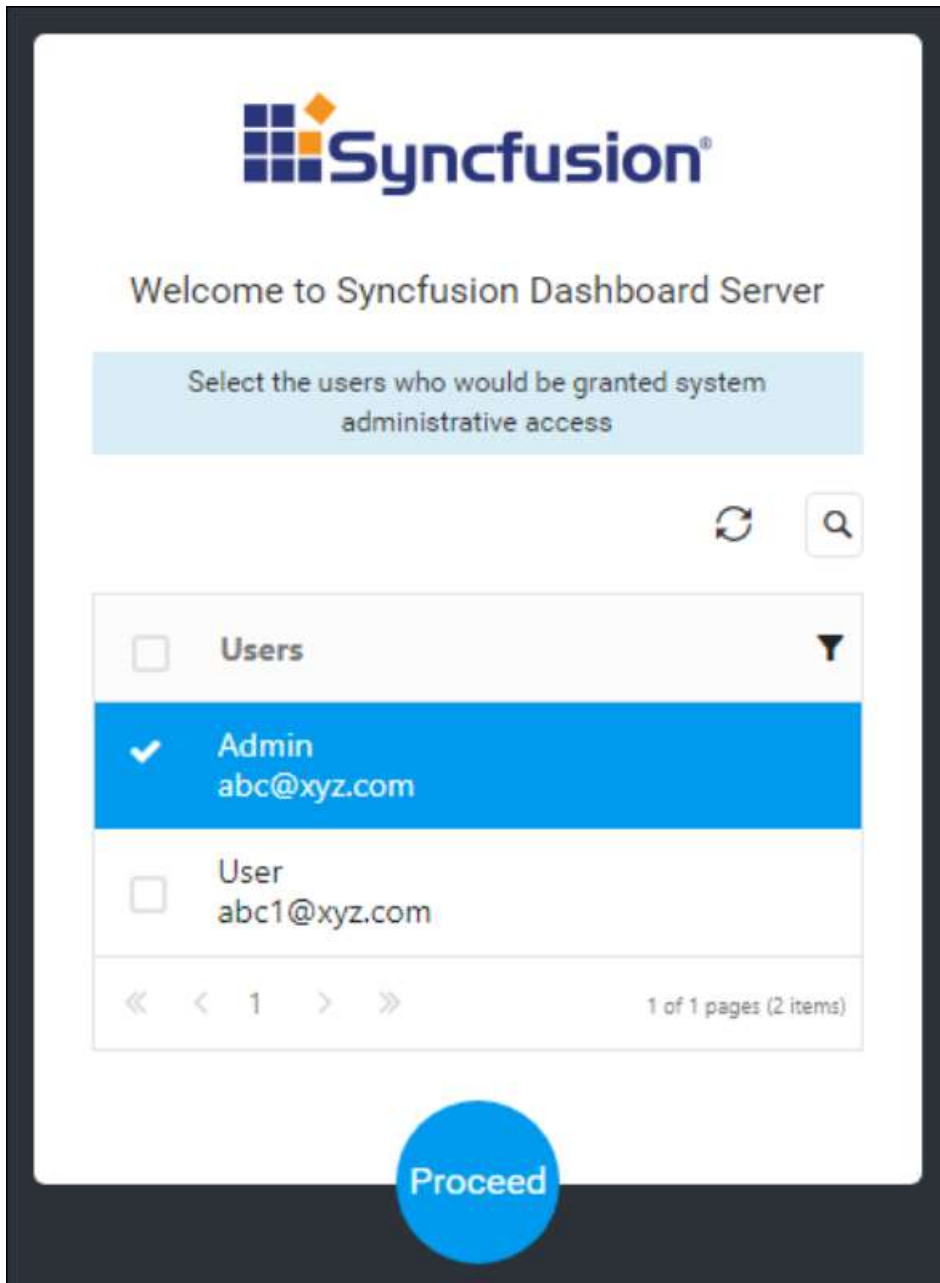 Syncfusion®
Welcome to Syncfusion Dashboard Server
Select the users who would be granted system
administrative access
Users
Admin
abc@xyz.com
User
abc1@xyz.com
1 1 of 1 pages (2 items)
Proceed